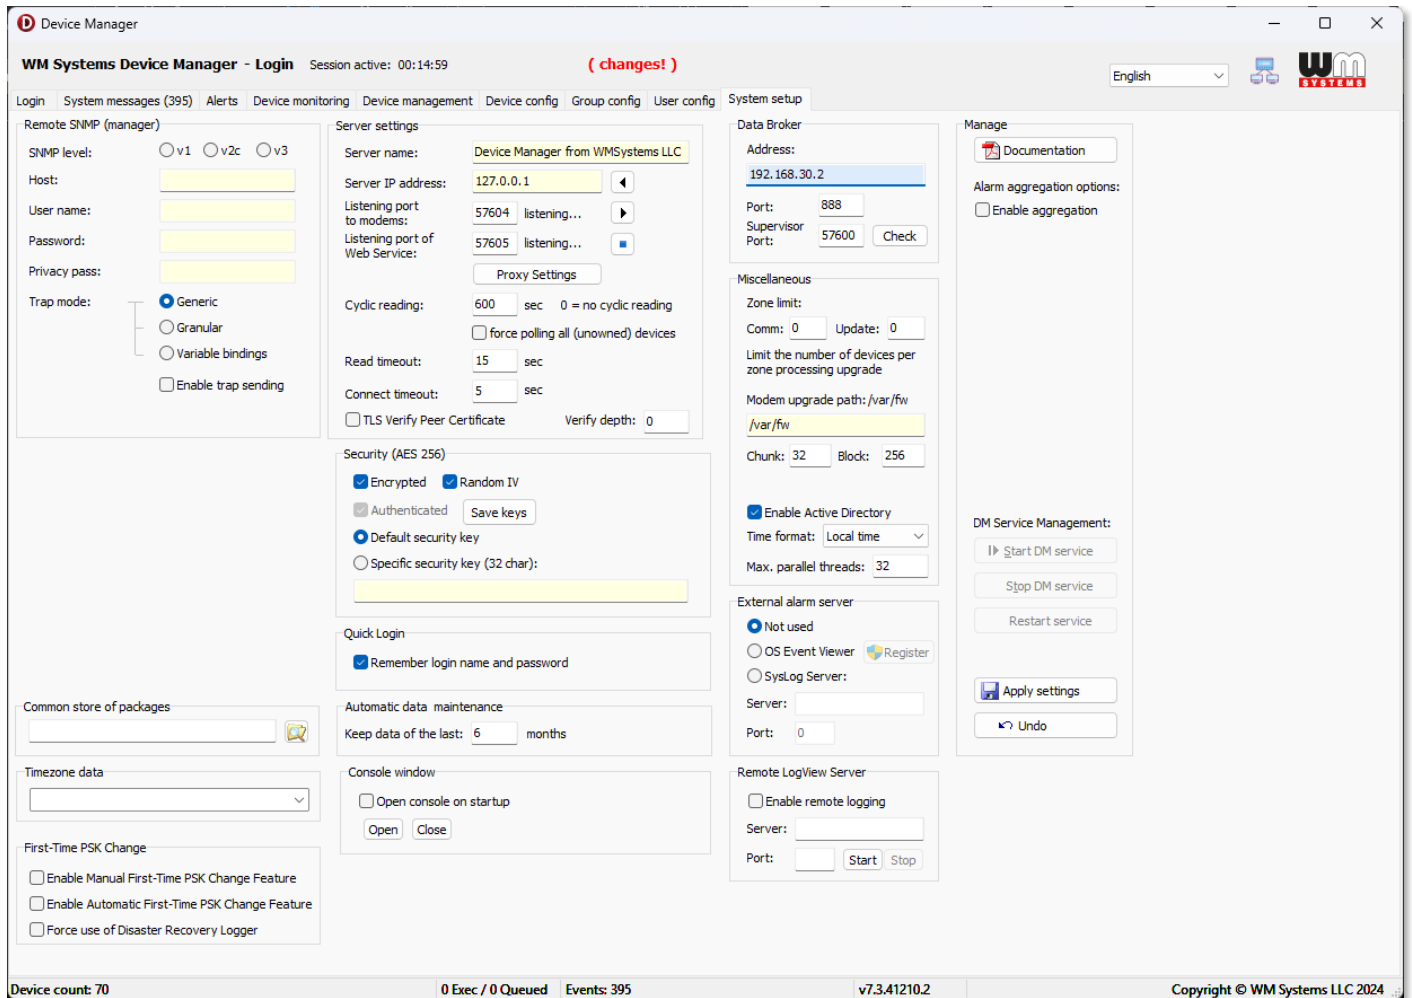 Device Manager
WM Systems Device Manager - Login Session active: 00:14:59 ( changes! )
English
WM SYSTEMS
Login System messages (395) Alerts Device monitoring Device management Device config Group config User config System setup
Remote SNMP (manager)
SNMP level: v1 v2c v3
Host:
User name:
Password:
Privacy pass:
Trap mode: Generic
Granular
Variable bindings
Enable trap sending
Common store of packages
Timezone data
First-Time PSK Change
Enable Manual First-Time PSK Change Feature
Enable Automatic First-Time PSK Change Feature
Force use of Disaster Recovery Logger
Server settings
Server name: Device Manager from WMSystems LLC
Server IP address: 127.0.0.1
Listening port
to modems: 57604 listening...
Listening port of
Web Service: 57605 listening...
Proxy Settings
Cyclic reading: 600 sec 0 = no cyclic reading
force polling all (unowned) devices
Read timeout: 15 sec
Connect timeout: 5 sec
TLS Verify Peer Certificate Verify depth: 0
Security (AES 256)
Encrypted Random IV
Authenticated Save keys
Default security key
Specific security key (32 char):
Quick Login
Remember login name and password
Automatic data maintenance
Keep data of the last: 6 months
Console window
Open console on startup
Open Close
Data Broker
Address:
192.168.30.2
Port: 888
Supervisor
Port: 57600 Check
Miscellaneous
Zone limit:
Comm: 0 Update: 0
Limit the number of devices per
zone processing upgrade
Modem upgrade path: /var/fw
/var/fw
Chunk: 32 Block: 256
Enable Active Directory
Time format: Local time
Max. parallel threads: 32
External alarm server
Not used
OS Event Viewer Register
SysLog Server:
Server:
Port: 0
Remote LogView Server
Enable remote logging
Server:
Port: Start Stop
Manage
Documentation
Alarm aggregation options:
Enable aggregation
DM Service Management:
Start DM service
Stop DM service
Restart service
Apply settings
Undo
Device count: 70 0 Exec / 0 Queued Events: 395 v7.3.41210.2 Copyright © WM Systems LLC 2024